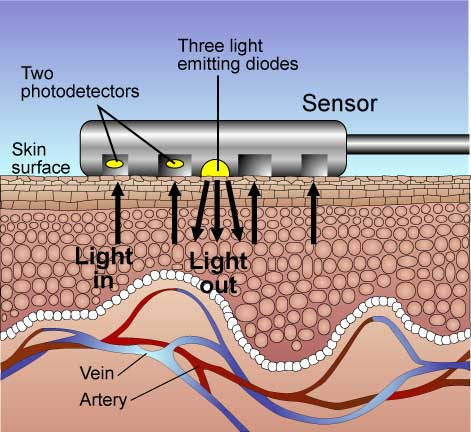 Three light
emitting diodes
Two
photodetectors
Sensor
Skin
surface
Light
in
Light
out
Vein
Artery